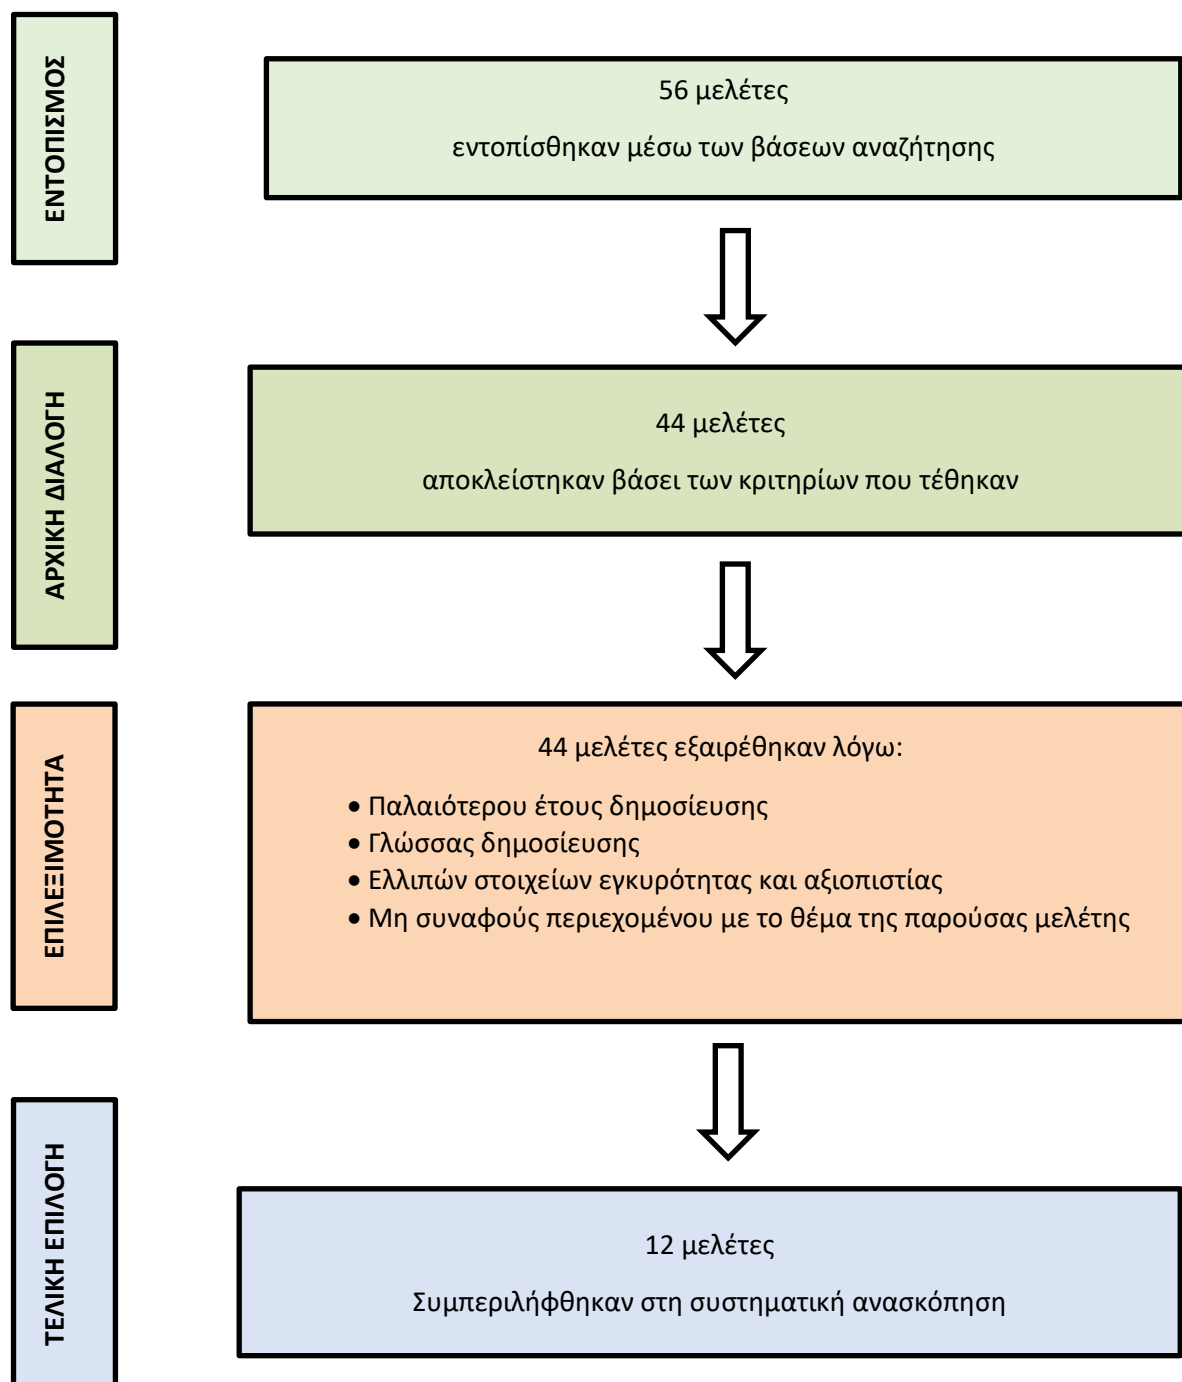 ΕΝΤΟΠΙΣΜΟΣ
56 μελέτες
εντοπίσθηκαν μέσω των βάσεων αναζήτησης
ΑΡΧΙΚΗ ΔΙΑΛΟΓΗ
44 μελέτες
αποκλείστηκαν βάσει των κριτηρίων που τέθηκαν
ΕΠΙΛΕΞΙΜΟΤΗΤΑ
44 μελέτες εξαιρέθηκαν λόγω:
• Παλαιότερου έτους δημοσίευσης
• Γλώσσας δημοσίευσης
• Ελλιπών στοιχείων εγκυρότητας και αξιοπιστίας
• Μη συναφούς περιεχομένου με το θέμα της παρούσας μελέτης
ΤΕΛΙΚΗ ΕΠΙΛΟΓΗ
12 μελέτες
Συμπεριλήφθηκαν στη συστηματική ανασκόπηση